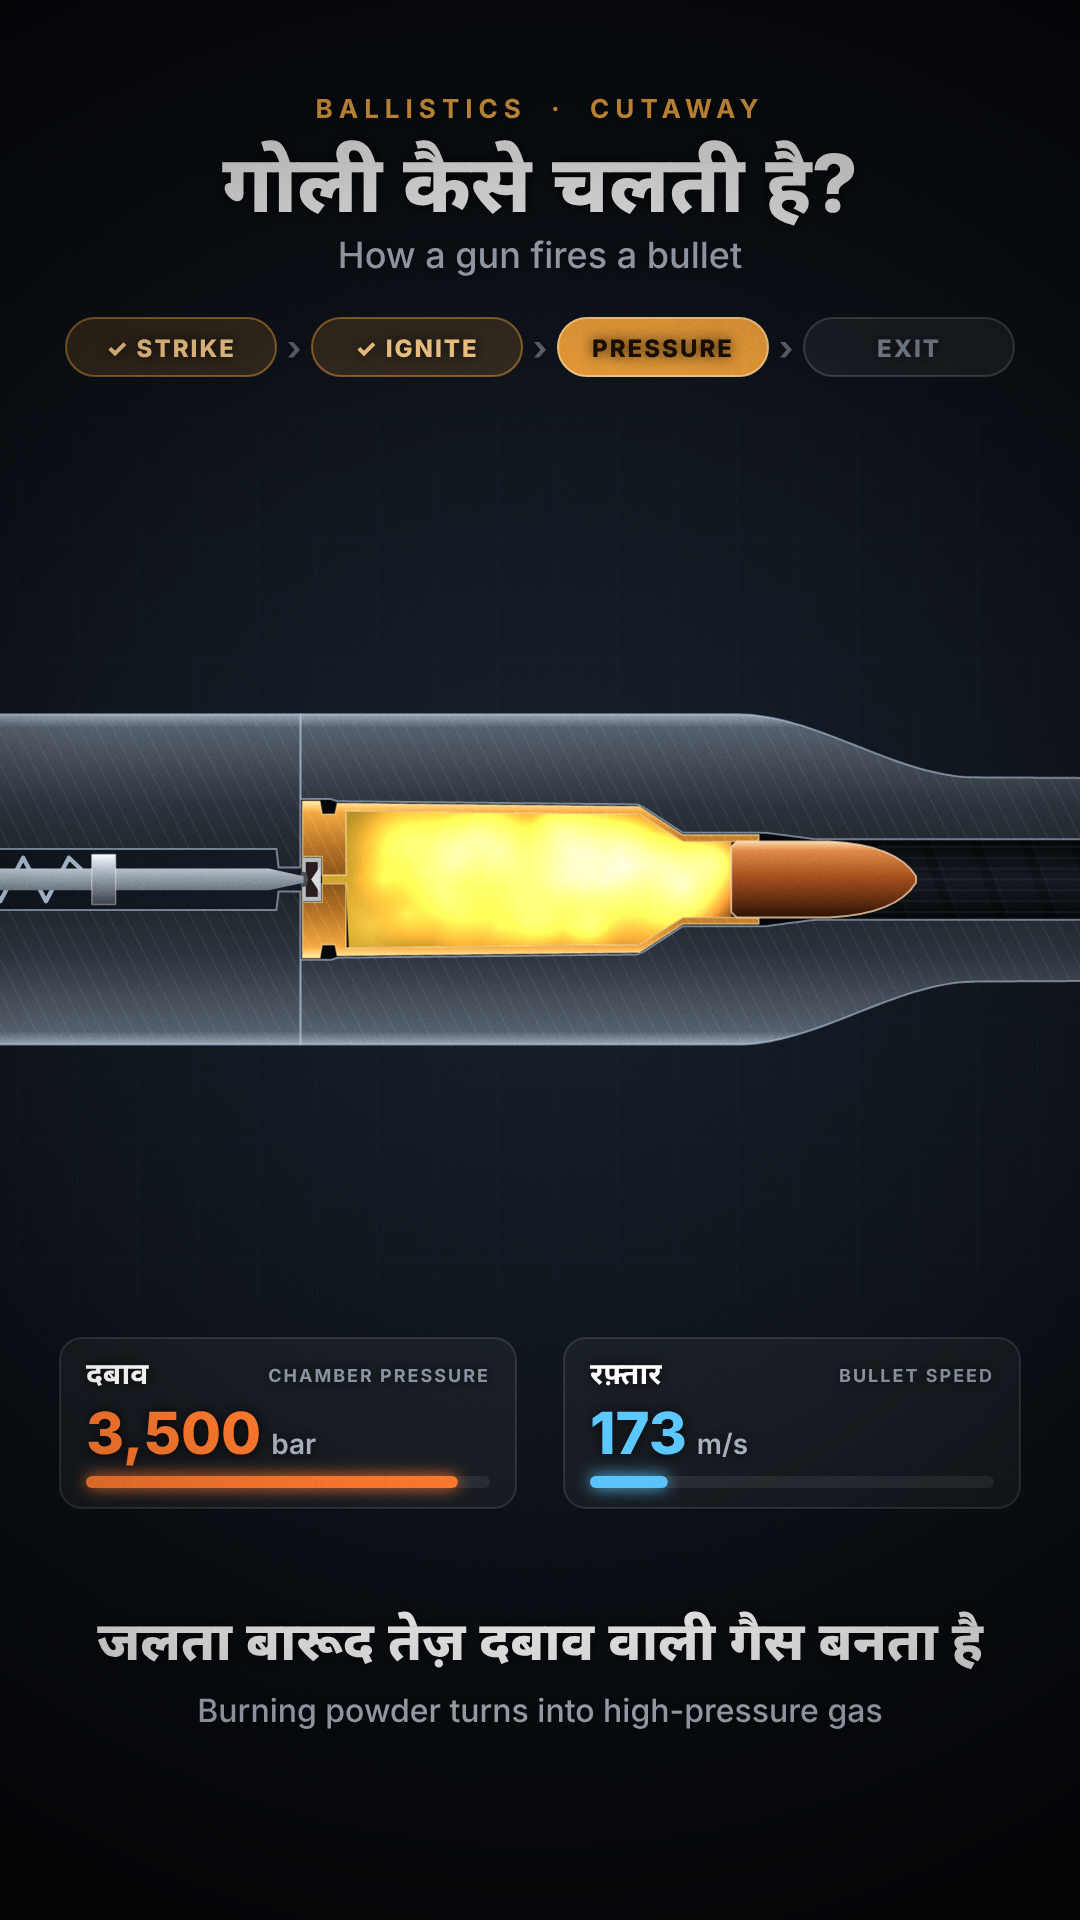 BALLISTICS · CUTAWAY
गोली कैसे चलती है?
How a gun fires a bullet
✓ STRIKE › ✓ IGNITE › PRESSURE › EXIT
दबाव CHAMBER PRESSURE
3,500 bar
रफ़्तार BULLET SPEED
173 m/s
जलता बारूद तेज़ दबाव वाली गैस बनता है
Burning powder turns into high-pressure gas